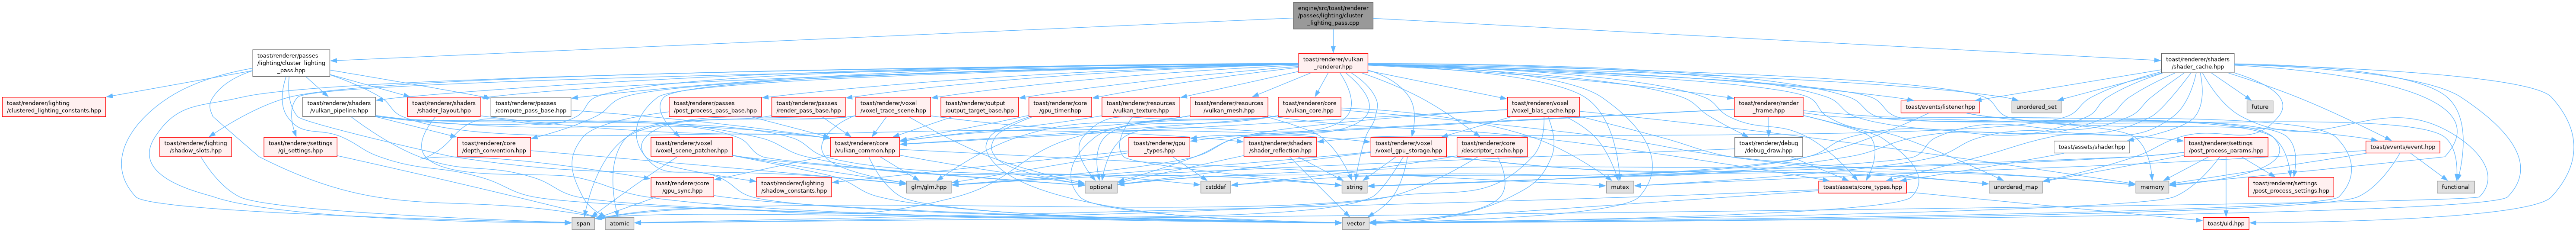 engine/src/toast/renderer
/passes/lighting/cluster
_lighting_pass.cpp
toast/renderer/passes
/lighting/cluster_lighting
_pass.hpp
toast/renderer/vulkan
_renderer.hpp
toast/renderer/shaders
/shader_cache.hpp
toast/renderer/lighting
/clustered_lighting_constants.hpp
toast/renderer/shaders
/vulkan_pipeline.hpp
toast/renderer/shaders
/shader_layout.hpp
toast/renderer/passes
/compute_pass_base.hpp
toast/renderer/passes
/post_process_pass_base.hpp
toast/renderer/passes
/render_pass_base.hpp
toast/renderer/voxel
/voxel_trace_scene.hpp
toast/renderer/output
/output_target_base.hpp
toast/renderer/core
/gpu_timer.hpp
toast/renderer/resources
/vulkan_texture.hpp
toast/renderer/resources
/vulkan_mesh.hpp
toast/renderer/core
/vulkan_core.hpp
toast/renderer/voxel
/voxel_blas_cache.hpp
toast/renderer/render
_frame.hpp
toast/events/listener.hpp
unordered_set
future
toast/renderer/lighting
/shadow_slots.hpp
toast/renderer/settings
/gi_settings.hpp
toast/renderer/core
/depth_convention.hpp
toast/renderer/voxel
/voxel_scene_patcher.hpp
toast/renderer/core
/vulkan_common.hpp
toast/renderer/gpu
_types.hpp
toast/renderer/shaders
/shader_reflection.hpp
toast/renderer/voxel
/voxel_gpu_storage.hpp
toast/renderer/core
/descriptor_cache.hpp
toast/renderer/debug
/debug_draw.hpp
toast/assets/shader.hpp
toast/renderer/settings
/post_process_params.hpp
toast/events/event.hpp
toast/renderer/core
/gpu_sync.hpp
toast/renderer/lighting
/shadow_constants.hpp
glm/glm.hpp
optional
cstddef
string
mutex
toast/assets/core_types.hpp
unordered_map
memory
toast/renderer/settings
/post_process_settings.hpp
functional
span
atomic
vector
toast/uid.hpp